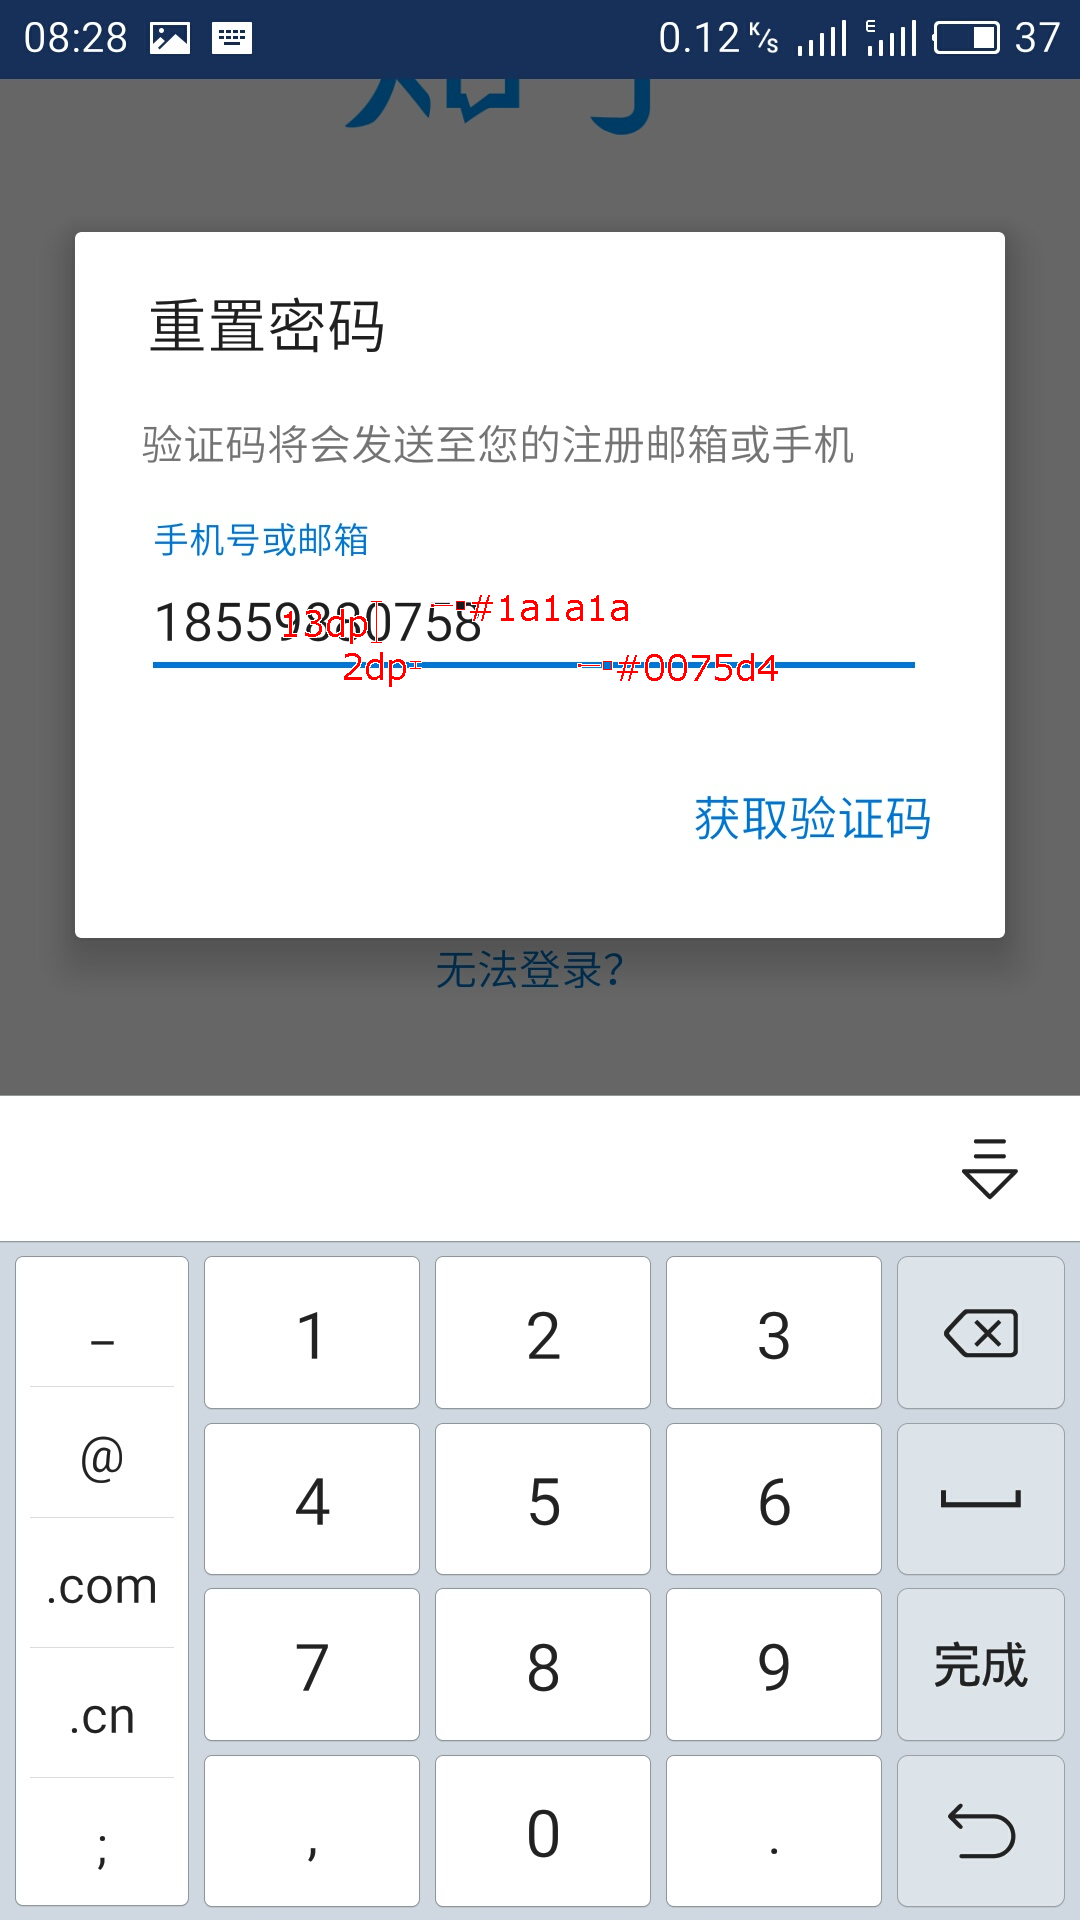 08:28 0.12 K/s E 37
重置密码
验证码将会发送至您的注册邮箱或手机
手机号或邮箱
13dp #1a1a1a
2dp #0075d4
获取验证码
无法登录?
_ 1 2 3
@ 4 5 6
.com 7 8 9 完成
.cn
; , 0 .